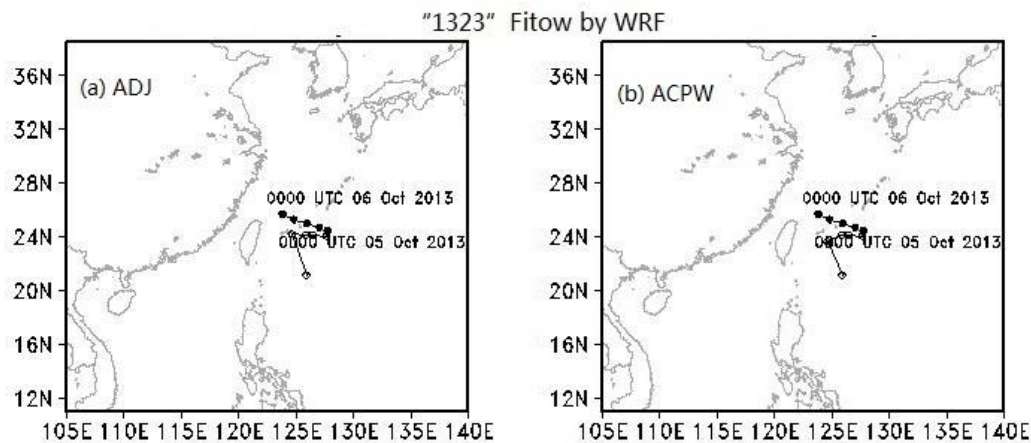 "1323" Fitow by WRF
(a) ADJ
36N
32N
28N
24N
20N
16N
12N
0000 UTC 06 Oct 2013
0000 UTC 05 Oct 2013
105E 110E 115E 120E 125E 130E 135E 140E
(b) ACPW
36N
32N
28N
24N
20N
16N
12N
0000 UTC 06 Oct 2013
0000 UTC 05 Oct 2013
105E 110E 115E 120E 125E 130E 135E 140E